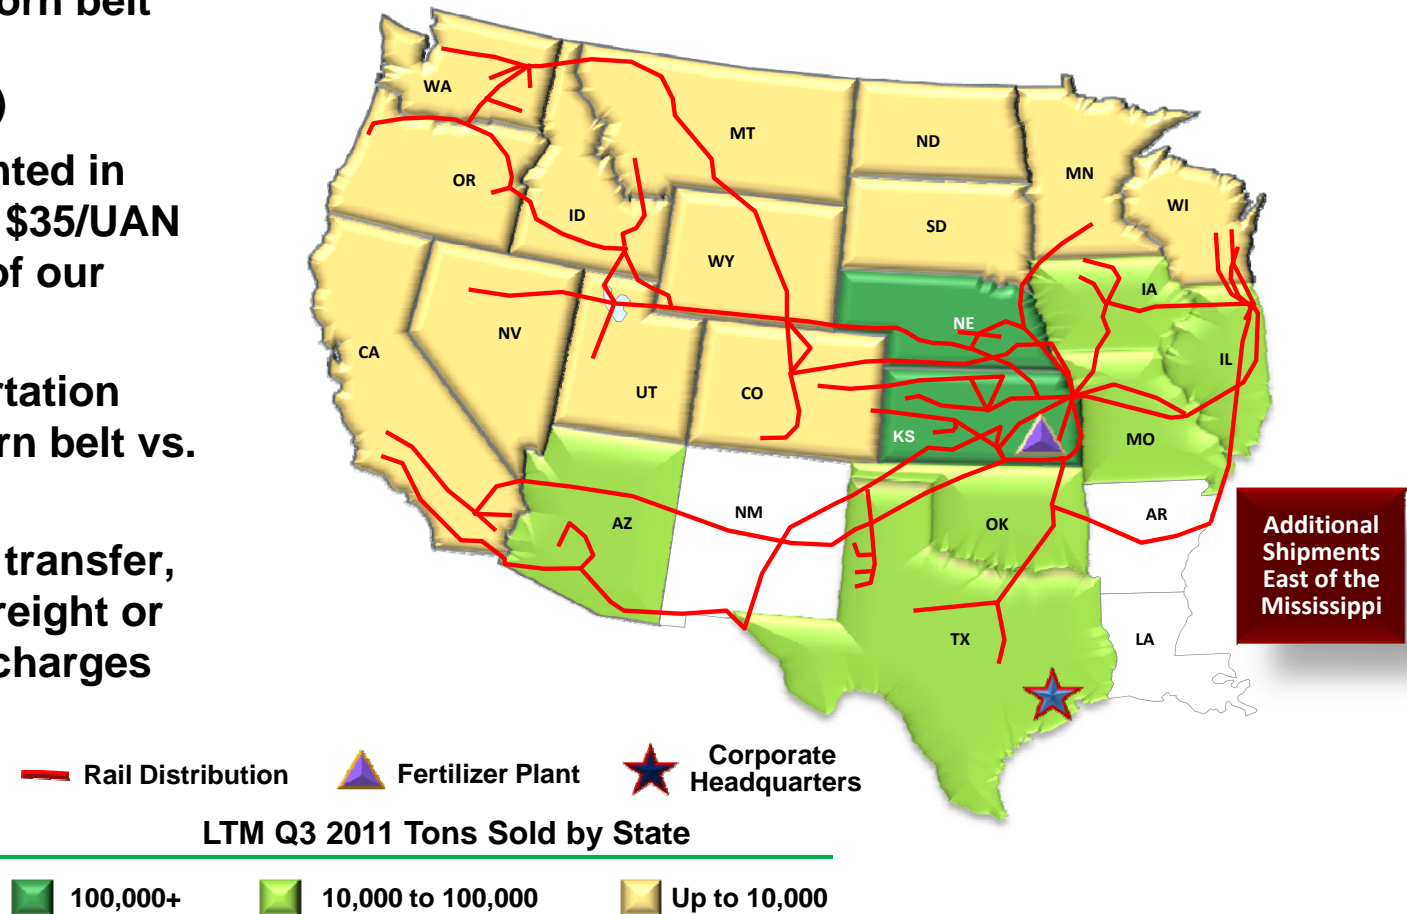 orn belt
)
nted in
$35/UAN
of our
rtation
rn belt vs.
transfer,
reight or
charges
WA
MT
ND
MN
OR
ID
WI
SD
WY
IA
NE
NV
CA
IL
UT
CO
KS
MO
NM
AZ
OK
AR
TX
LA
Additional
Shipments
East of the
Mississippi
Rail Distribution
Fertilizer Plant
Corporate
Headquarters
LTM Q3 2011 Tons Sold by State
100,000+
10,000 to 100,000
Up to 10,000